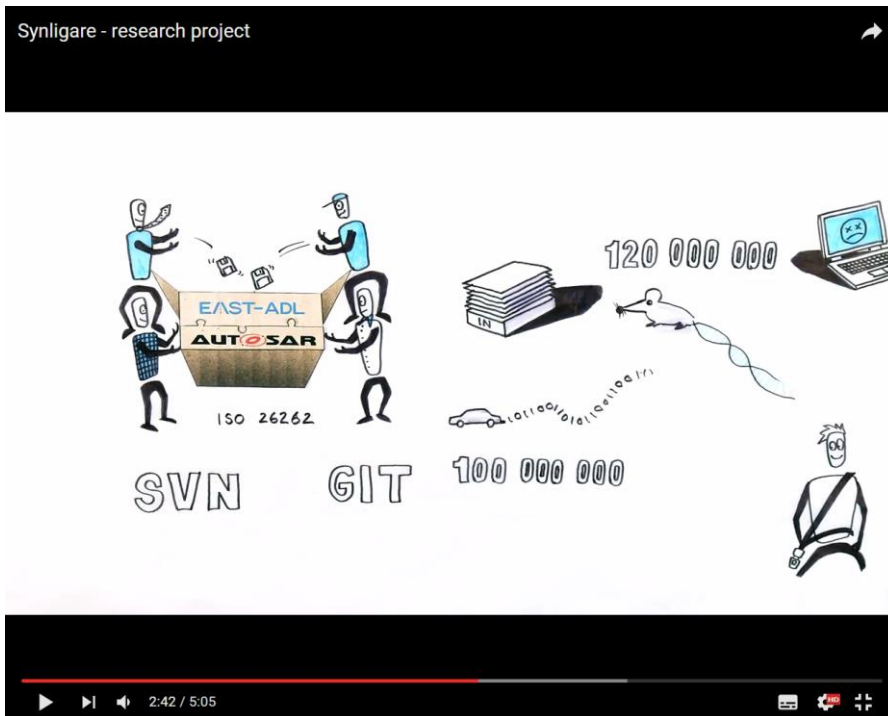 Synligare - research project
120 000 000
EAST-ADL
AUTOSAR
IN
ISO 26262
100 000 000
SVN GIT
2:42 / 5:05
HD